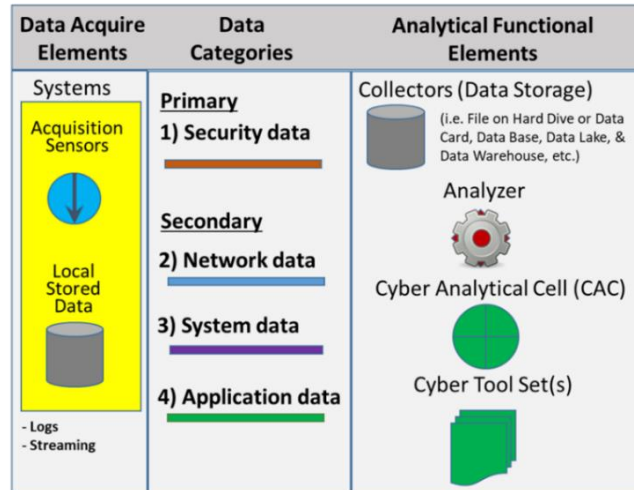 Data Acquire
Elements
Data
Categories
Analytical Functional
Elements
Systems
Acquisition
Sensors
Local
Stored
Data
- Logs
- Streaming
Primary
1) Security data
Secondary
2) Network data
3) System data
4) Application data
Collectors (Data Storage)
(i.e. File on Hard Dive or Data
Card, Data Base, Data Lake, &
Data Warehouse, etc.)
Analyzer
Cyber Analytical Cell (CAC)
Cyber Tool Set(s)